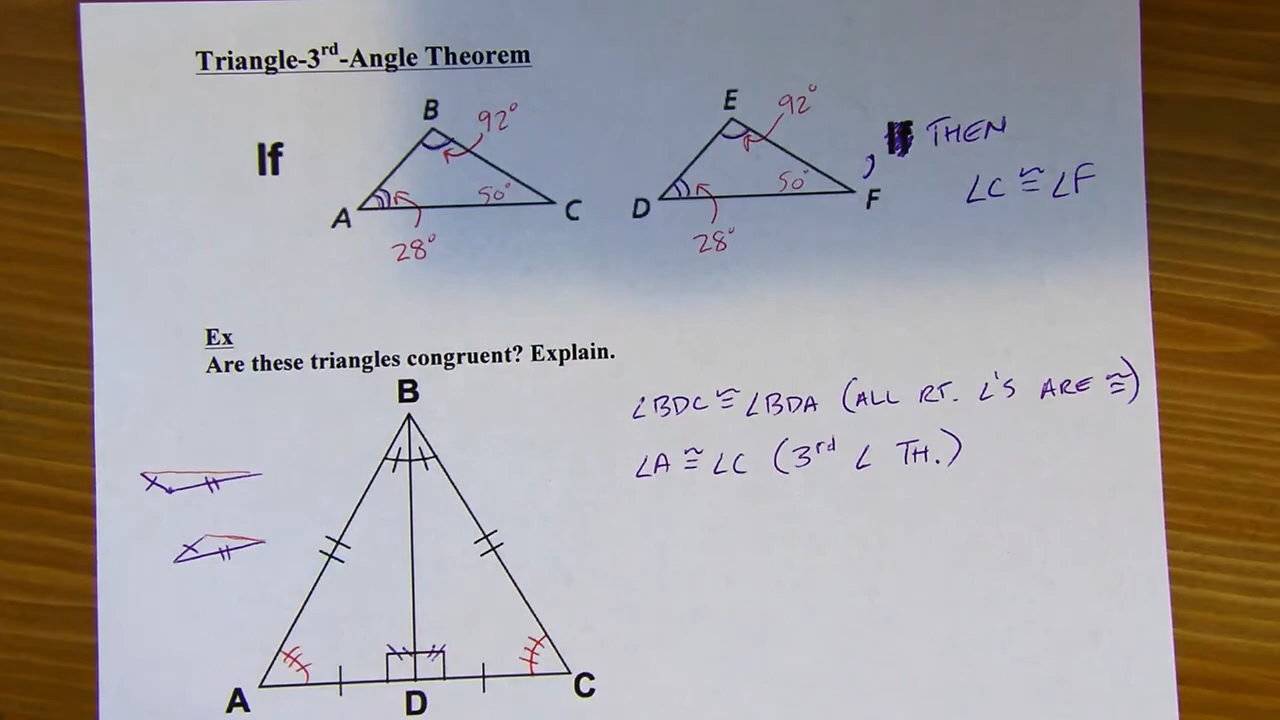 Triangle-3rd-Angle Theorem
If
B
92°
A
50°
C
28°
E
92°
D
50°
F
28°
, THEN
∠C ≅ ∠F
Ex
Are these triangles congruent? Explain.
B
A
D
C
∠BDC ≅ ∠BDA (ALL RT. ∠'S ARE ≅)
∠A ≅ ∠C (3rd ∠ TH.)